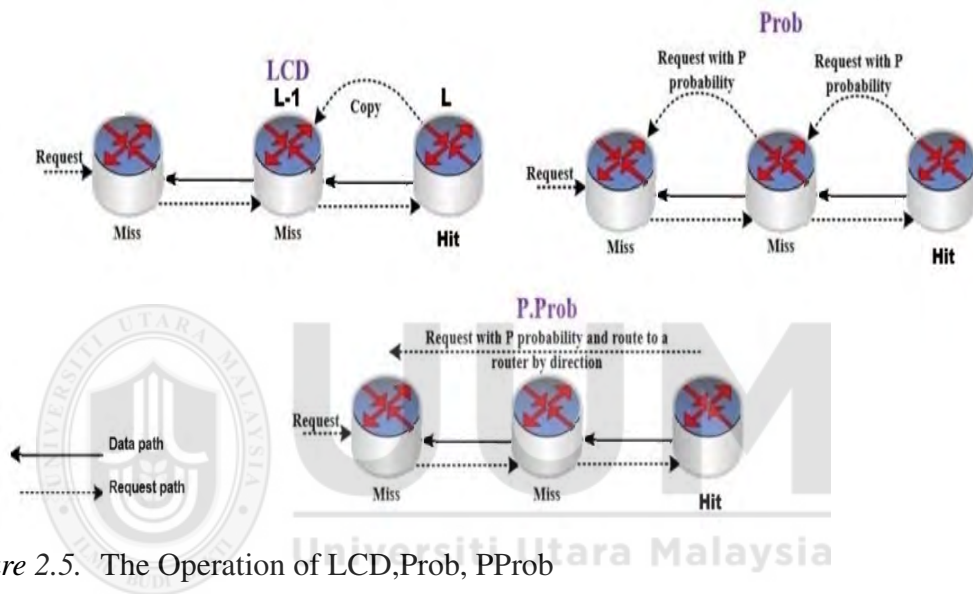 LCD
L-1
Copy
L
Request
Miss
Miss
Hit
Prob
Request with P
probability
Request with P
probability
Request
Miss
Miss
Hit
P.Prob
Request with P probability and route to a
router by direction
Request
Miss
Miss
Hit
Data path
Request path
UNIVERSITI UTARA MALAYSIA
UUM
Universiti Utara Malaysia
re 2.5. The Operation of LCD,Prob, PProb